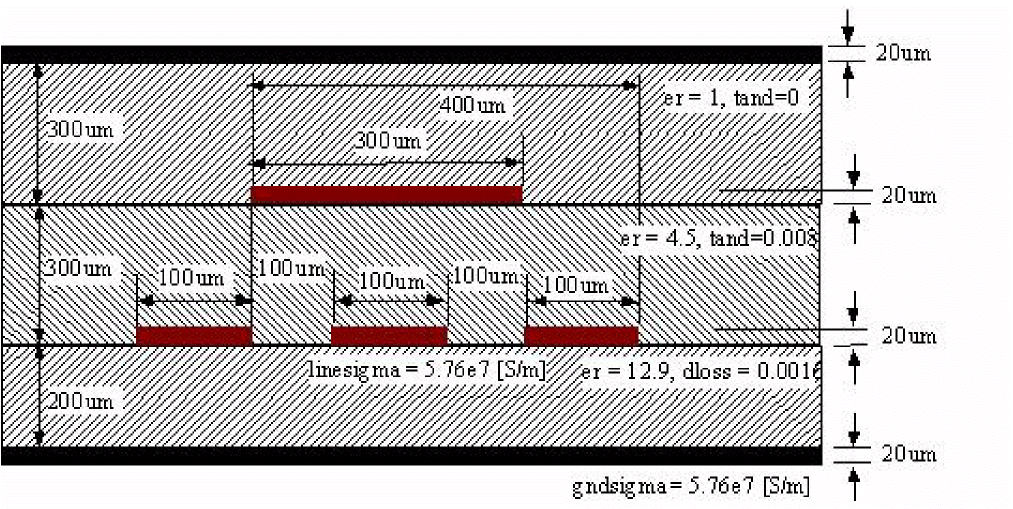 20um
400um
er = 1, tand=0
300um
300um
20um
er = 4.5, tand=0.008
300um
100um
100um
100um
100um
100um
20um
linesigma = 5.76e7 [S/m]
er = 12.9, dloss = 0.0016
200um
20um
gndsigma = 5.76e7 [S/m]